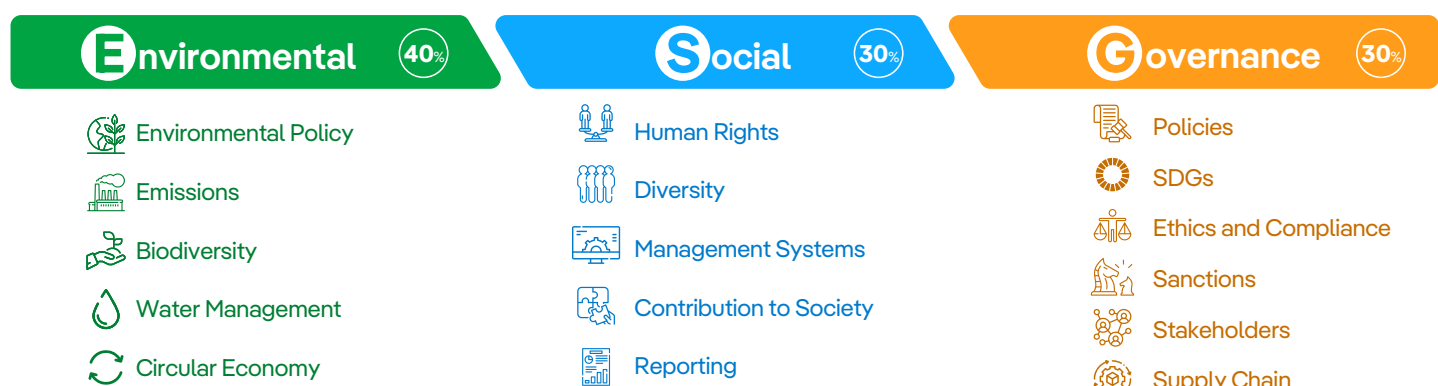 Environmental 40%
Environmental Policy
Emissions
Biodiversity
Water Management
Circular Economy
Social 30%
Human Rights
Diversity
Management Systems
Contribution to Society
Reporting
Governance 30%
Policies
SDGs
Ethics and Compliance
Sanctions
Stakeholders
Supply Chain